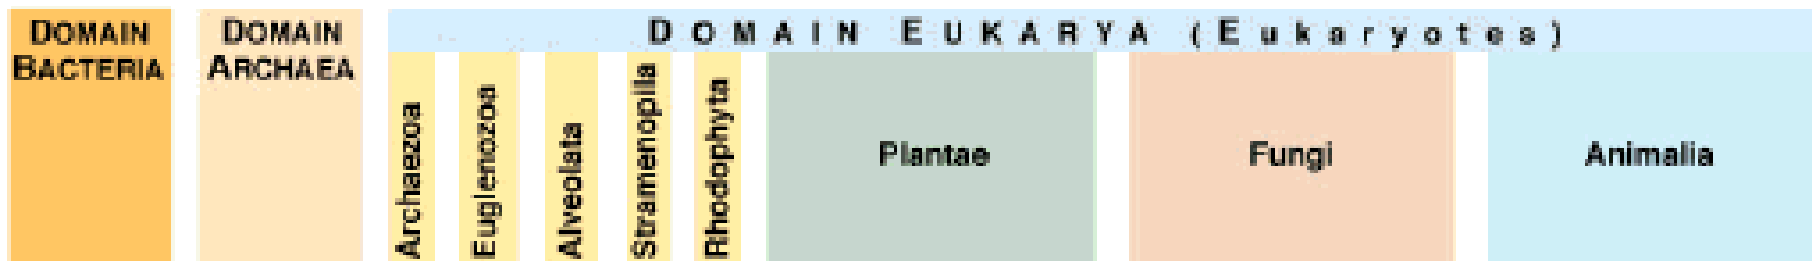 DOMAIN
BACTERIA
DOMAIN
ARCHAEA
DOMAIN EUKARYA (Eukaryotes)
Archaezoa
Euglenozoa
Alveolata
Stramenopila
Rhodophyta
Plantae
Fungi
Animalia